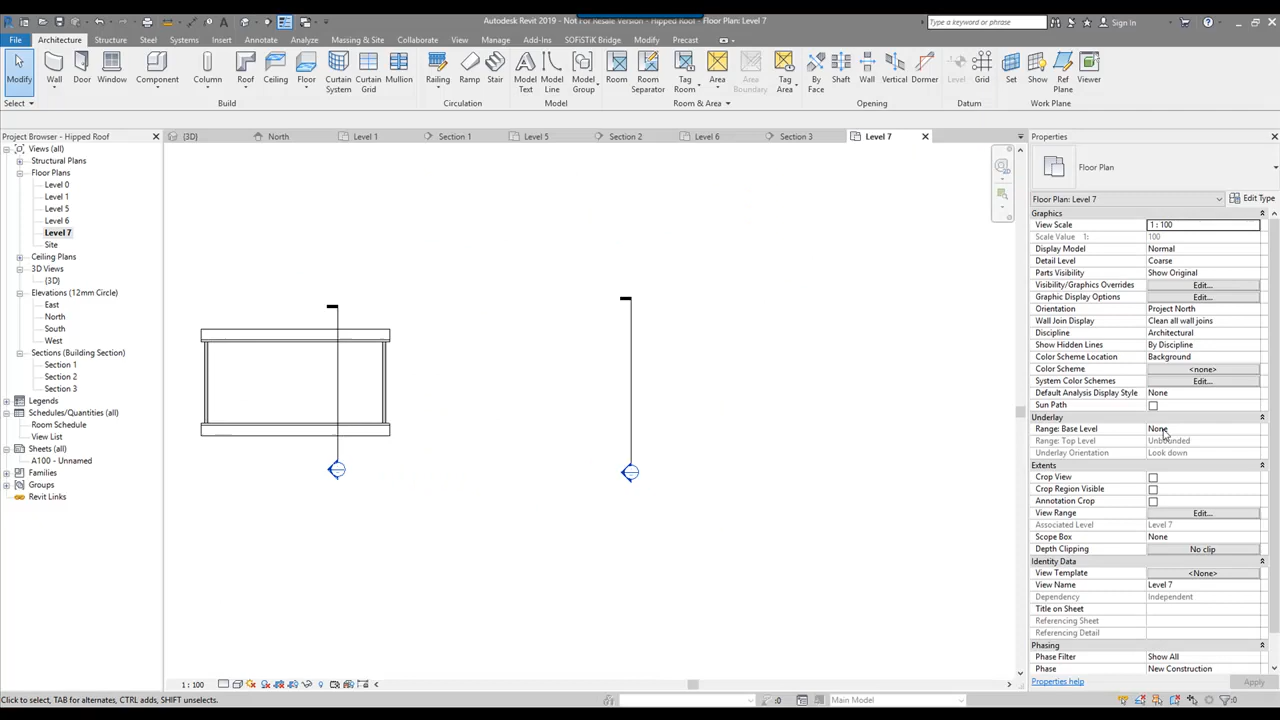 Autodesk Revit 2019 - Not For Resale Version - Hipped Roof - Floor Plan: Level 7
Type a keyword or phrase
Sign In
File Architecture Structure Steel Systems Insert Annotate Analyze Massing & Site Collaborate View Manage Add-Ins SOFiSTiK Bridge Modify Precast
Modify Wall Door Window Component Column Roof Ceiling Floor Curtain System Curtain Grid Mullion Railing Ramp Stair Model Text Model Line Model Group Room Room Separator Tag Room Area Area Boundary Tag Area By Face Shaft Wall Vertical Dormer Level Grid Set Show Ref Plane Viewer
Select Build Circulation Model Room & Area Opening Datum Work Plane
Project Browser - Hipped Roof
{3D} North Level 1 Section 1 Level 5 Section 2 Level 6 Section 3 Level 7
Properties
Views (all)
Structural Plans
Floor Plans
Level 0
Level 1
Level 5
Level 6
Level 7
Site
Ceiling Plans
3D Views
{3D}
Elevations (12mm Circle)
East
North
South
West
Sections (Building Section)
Section 1
Section 2
Section 3
Legends
Schedules/Quantities (all)
Room Schedule
View List
Sheets (all)
A100 - Unnamed
Families
Groups
Revit Links
Floor Plan
Floor Plan: Level 7 Edit Type
Graphics
View Scale 1 : 100
Scale Value 1: 100
Display Model Normal
Detail Level Coarse
Parts Visibility Show Original
Visibility/Graphics Overrides Edit...
Graphic Display Options Edit...
Orientation Project North
Wall Join Display Clean all wall joins
Discipline Architectural
Show Hidden Lines By Discipline
Color Scheme Location Background
Color Scheme <none>
System Color Schemes Edit...
Default Analysis Display Style None
Sun Path
Underlay
Range: Base Level None
Range: Top Level Unbounded
Underlay Orientation Look down
Extents
Crop View
Crop Region Visible
Annotation Crop
View Range Edit...
Associated Level Level 7
Scope Box None
Depth Clipping No clip
Identity Data
View Template <None>
View Name Level 7
Dependency Independent
Title on Sheet
Referencing Sheet
Referencing Detail
Phasing
Phase Filter Show All
Phase New Construction
Properties help Apply
1 : 100
Click to select, TAB for alternates, CTRL adds, SHIFT unselects. :0 Main Model :0